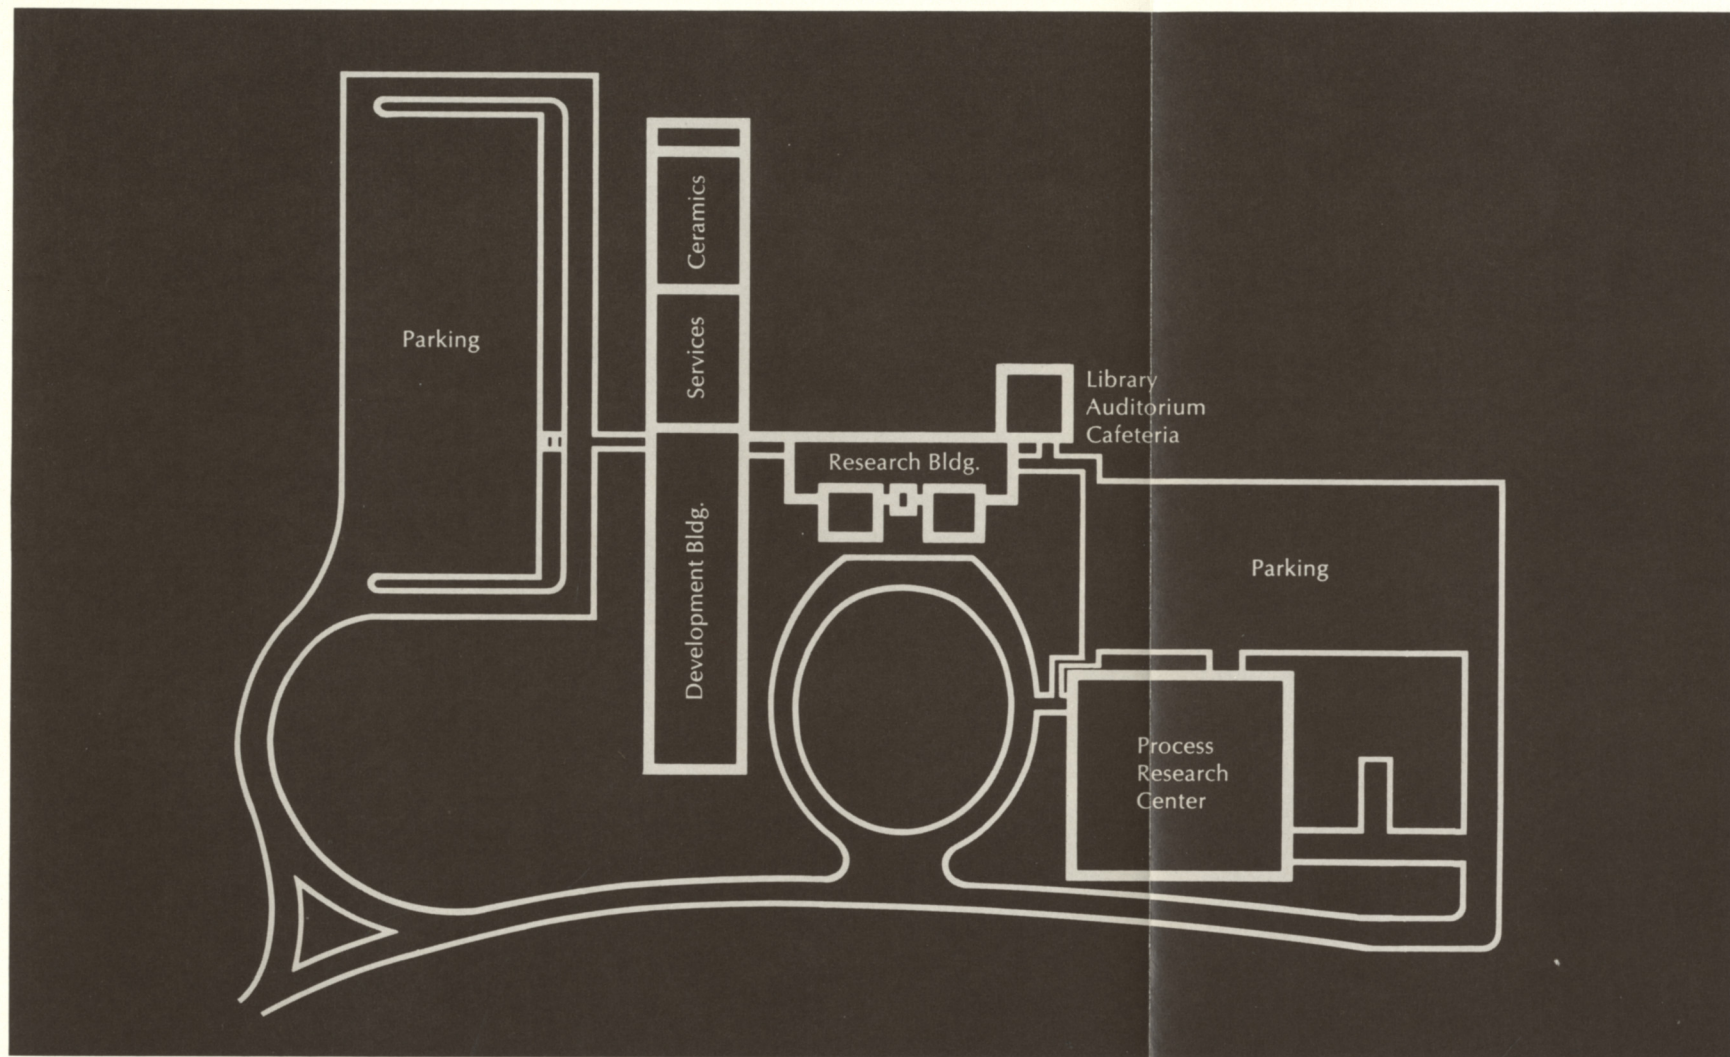 Ceramics
Parking
Services
Library
Auditorium
Cafeteria
Research Bldg.
Development Bldg.
Parking
Process
Research
Center